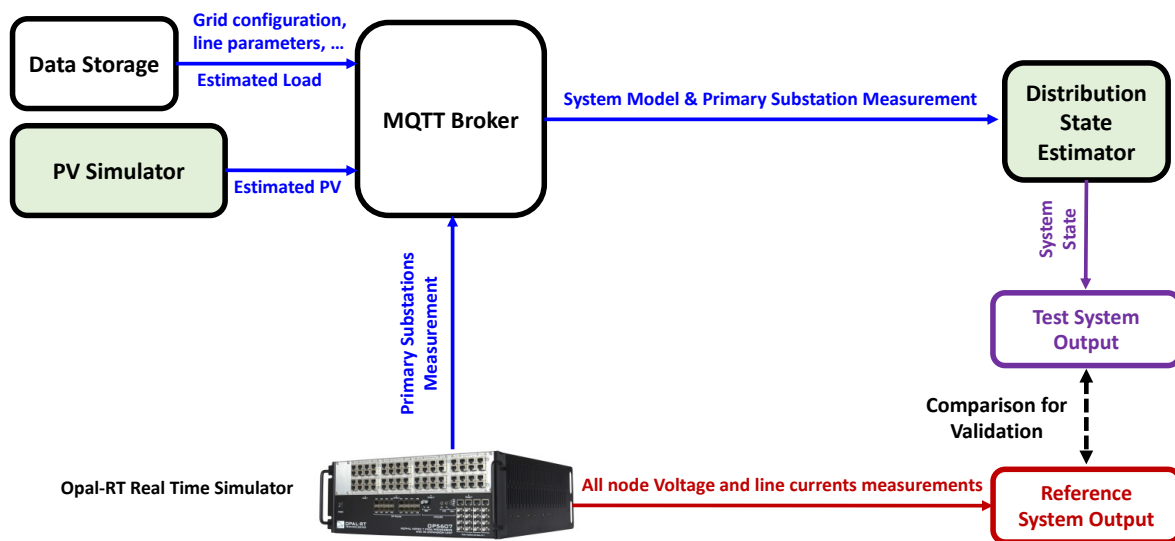 Grid configuration,
line parameters, …
Data Storage
Estimated Load
MQTT Broker
System Model & Primary Substation Measurement
Distribution
State
Estimator
PV Simulator
Estimated PV
Primary Substations
Measurement
System
State
Test System
Output
Comparison for
Validation
Opal-RT Real Time Simulator
OPAL-RT
OP5607
All node Voltage and line currents measurements
Reference
System Output